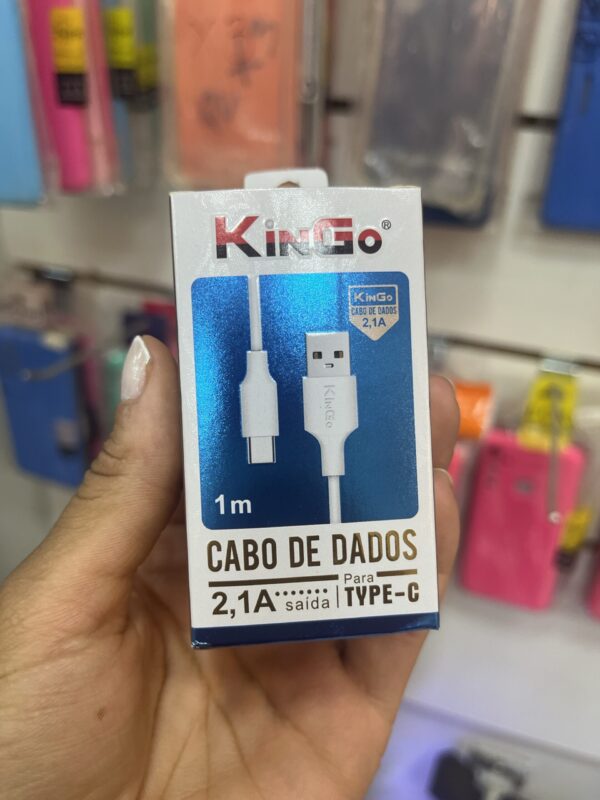 KinGo®
KinGo
CABO DE DADOS
2,1A
KinGo
1m
CABO DE DADOS
2,1A saída
Para
TYPE-C